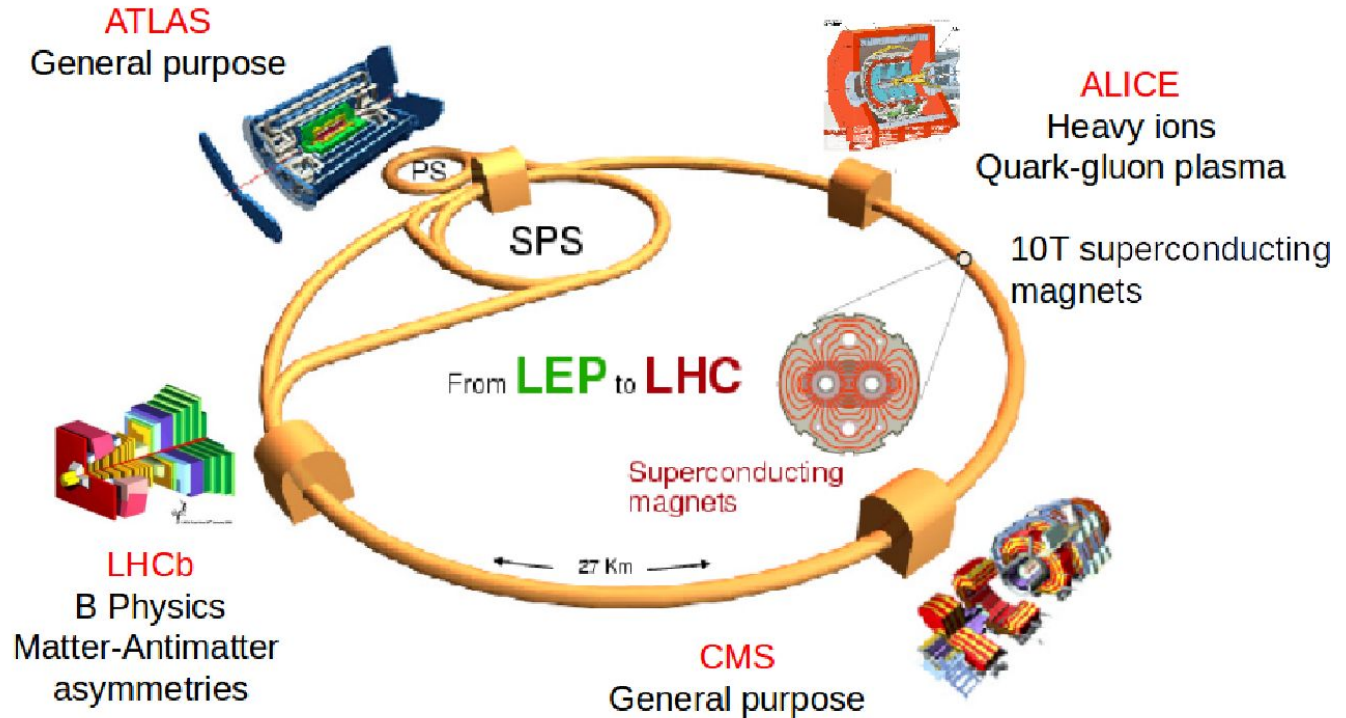 ATLAS
General purpose
ALICE
Heavy ions
Quark-gluon plasma
PS
SPS
10T superconducting
magnets
From LEP to LHC
Superconducting
magnets
27 Km
LHCb
B Physics
Matter-Antimatter
asymmetries
CMS
General purpose